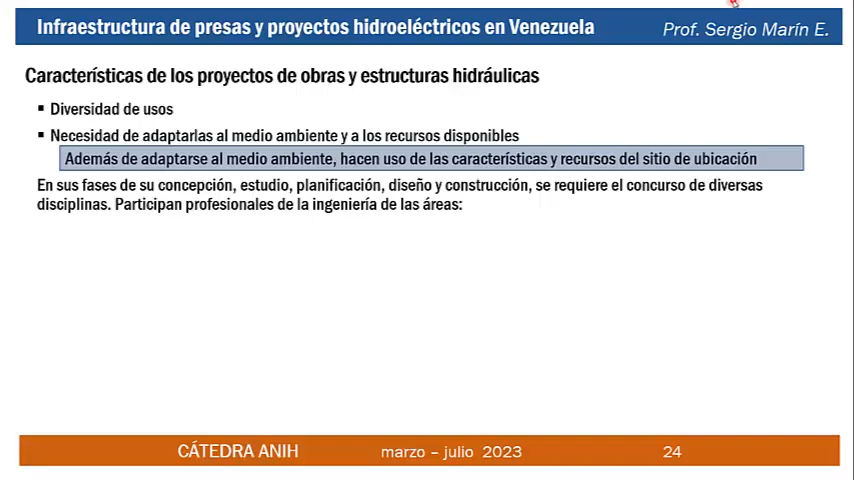 Infraestructura de presas y proyectos hidroeléctricos en Venezuela
Prof. Sergio Marín E.
Características de los proyectos de obras y estructuras hidráulicas
▪ Diversidad de usos
▪ Necesidad de adaptarlas al medio ambiente y a los recursos disponibles
Además de adaptarse al medio ambiente, hacen uso de las características y recursos del sitio de ubicación
En sus fases de su concepción, estudio, planificación, diseño y construcción, se requiere el concurso de diversas
disciplinas. Participan profesionales de la ingeniería de las áreas:
CÁTEDRA ANIH marzo – julio 2023 24